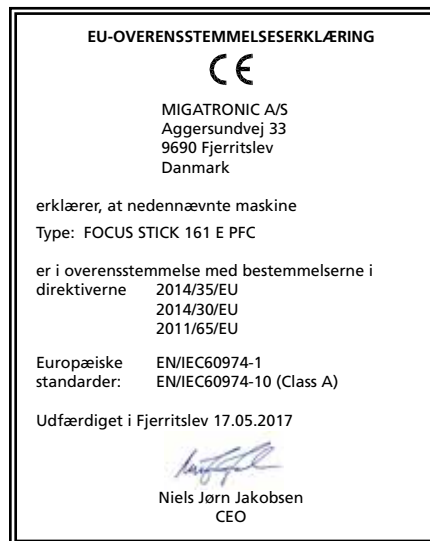 EU-OVERENSSTEMMELSESERKLÆRING
CE
MIGATRONIC A/S
Aggersundvej 33
9690 Fjerritslev
Danmark
erklærer, at nedennævnte maskine
Type: FOCUS STICK 161 E PFC
er i overensstemmelse med bestemmelserne i
direktiverne 2014/35/EU
2014/30/EU
2011/65/EU
Europæiske EN/IEC60974-1
standarder: EN/IEC60974-10 (Class A)
Udfærdiget i Fjerritslev 17.05.2017
Niels Jørn Jakobsen
CEO